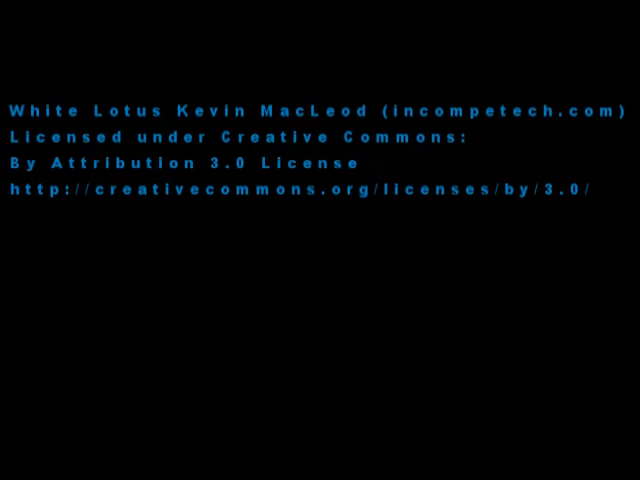 White Lotus Kevin MacLeod (incompetech.com)
Licensed under Creative Commons:
By Attribution 3.0 License
http://creativecommons.org/licenses/by/3.0/